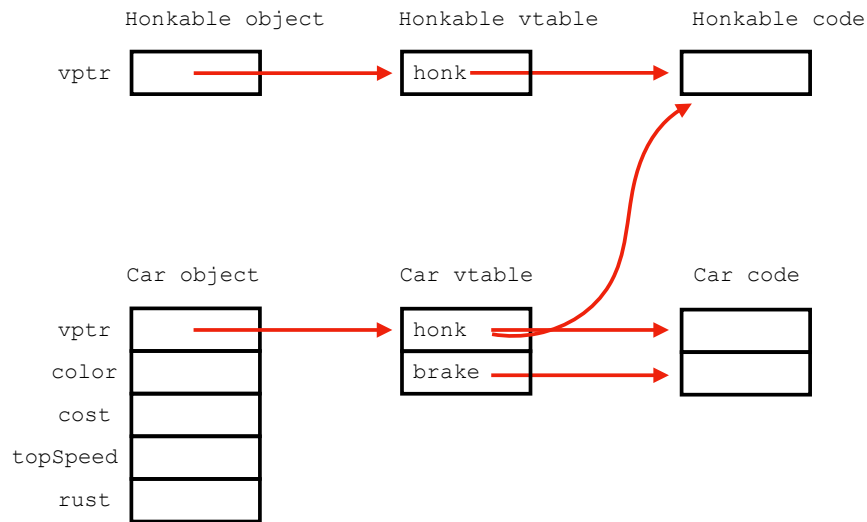 Honkable object Honkable vtable Honkable code
vptr honk
Car object Car vtable Car code
vptr honk
color brake
cost
topSpeed
rust